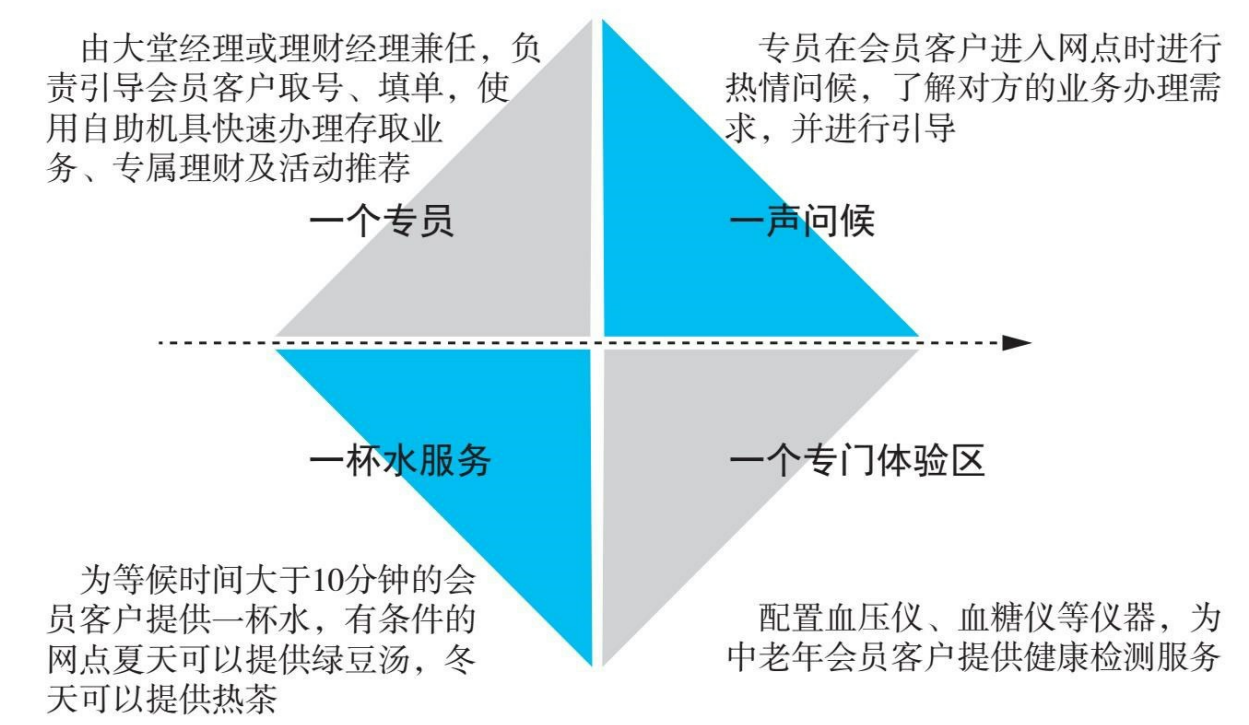 由大堂经理或理财经理兼任，负
责引导会员客户取号、填单，使
用自助机具快速办理存取业
务、专属理财及活动推荐
一个专员
专员在会员客户进入网点时进行
热情问候，了解对方的业务办理需
求，并进行引导
一声问候
一杯水服务
为等候时间大于10分钟的会
员客户提供一杯水，有条件的
网点夏天可以提供绿豆汤，冬
天可以提供热茶
一个专门体验区
配置血压仪、血糖仪等仪器，为
中老年会员客户提供健康检测服务